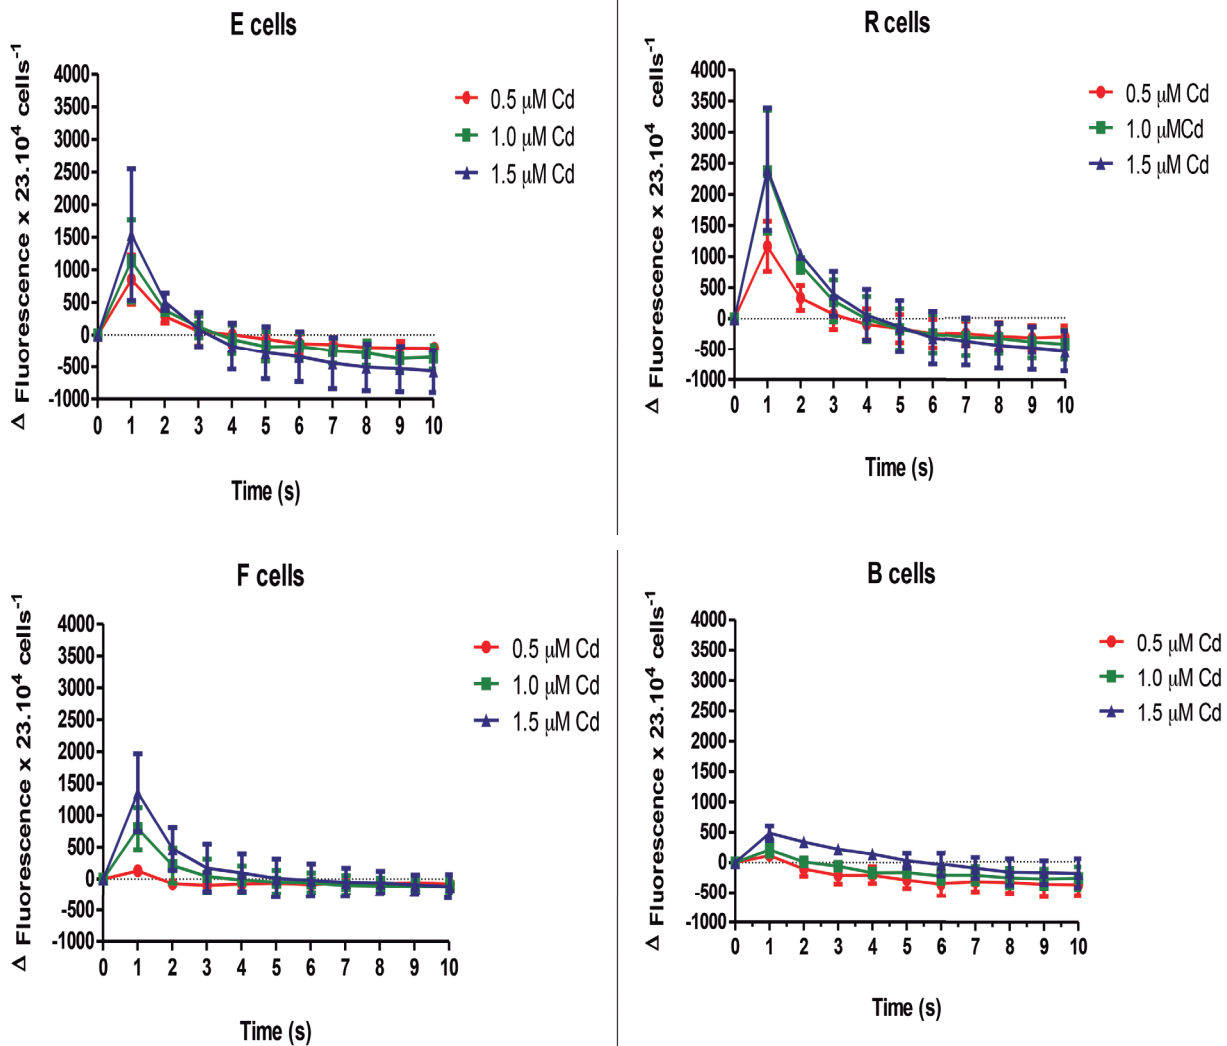 E cells
Δ Fluorescence x 23.10⁴ cells⁻¹
4000
3500
3000
2500
2000
1500
1000
500
0
-500
-1000
0 1 2 3 4 5 6 7 8 9 10
Time (s)
0.5 μM Cd
1.0 μM Cd
1.5 μM Cd
R cells
Δ Fluorescence x 23.10⁴ cells⁻¹
4000
3500
3000
2500
2000
1500
1000
500
0
-500
-1000
0 1 2 3 4 5 6 7 8 9 10
Time (s)
0.5 μM Cd
1.0 μMCd
1.5 μM Cd
F cells
Δ Fluorescence x 23.10⁴ cells⁻¹
4000
3500
3000
2500
2000
1500
1000
500
0
-500
-1000
0 1 2 3 4 5 6 7 8 9 10
Time (s)
0.5 μM Cd
1.0 μM Cd
1.5 μM Cd
B cells
Δ Fluorescence x 23.10⁴ cells⁻¹
4000
3500
3000
2500
2000
1500
1000
500
0
-500
-1000
0 1 2 3 4 5 6 7 8 9 10
Time (s)
0.5 μM Cd
1.0 μM Cd
1.5 μM Cd